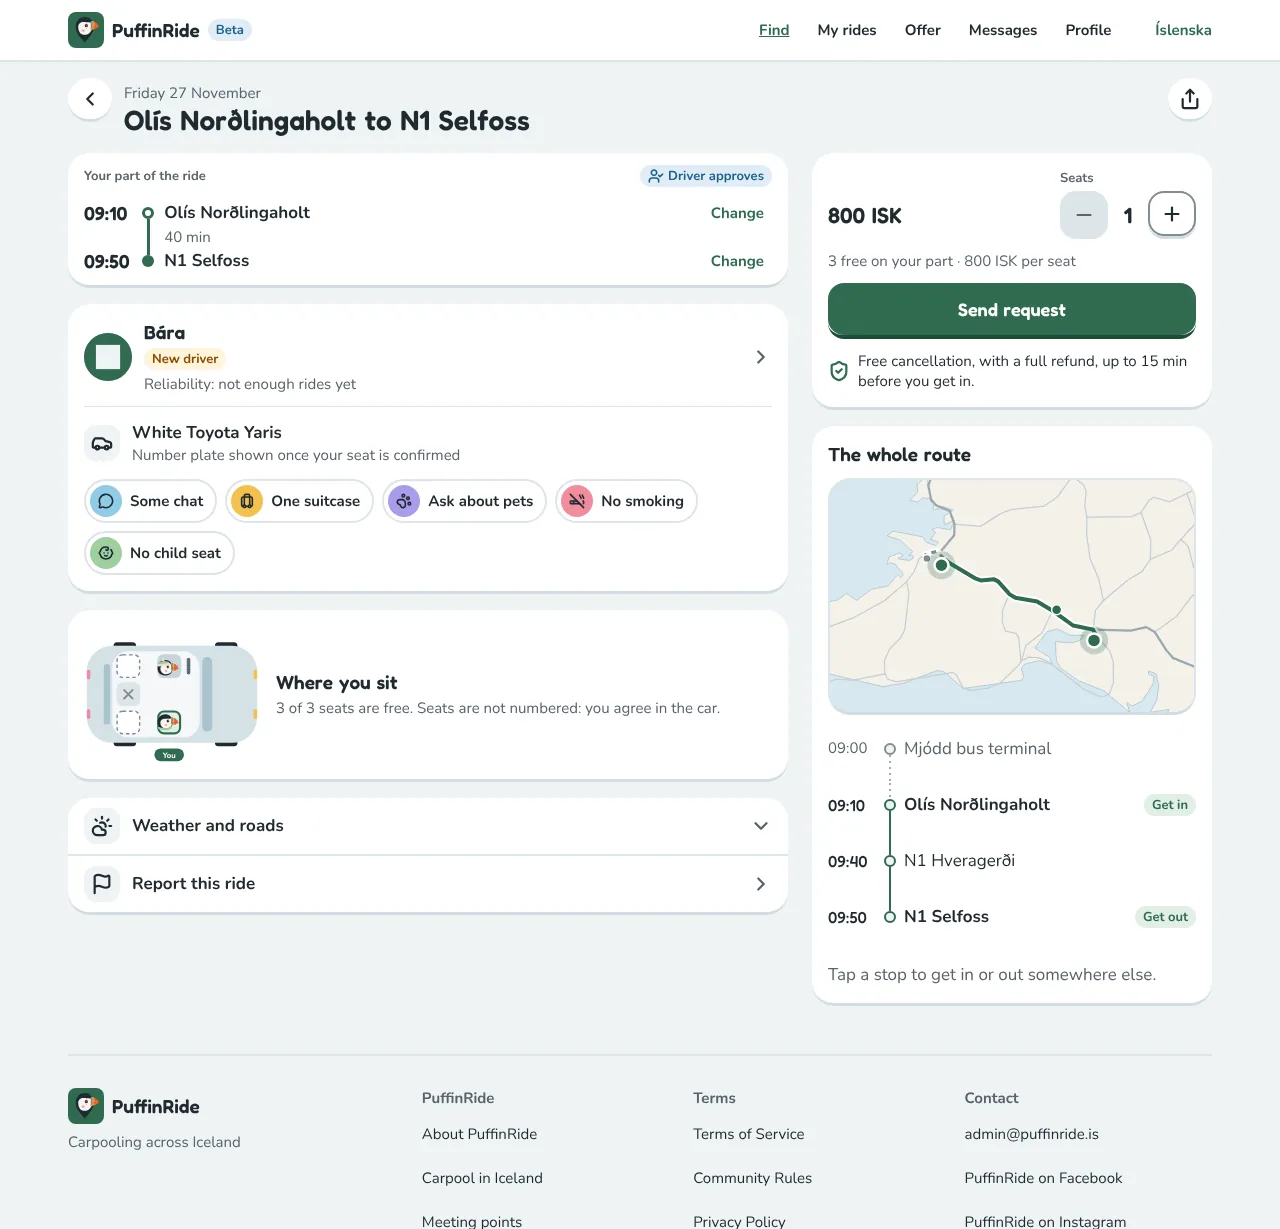 PuffinRide Beta
Find My rides Offer Messages Profile Íslenska
Friday 27 November
Olís Norðlingaholt to N1 Selfoss
Your part of the ride
Driver approves
09:10 Olís Norðlingaholt Change
40 min
09:50 N1 Selfoss Change
Bára
New driver
Reliability: not enough rides yet
White Toyota Yaris
Number plate shown once your seat is confirmed
Some chat
One suitcase
Ask about pets
No smoking
No child seat
You
Where you sit
3 of 3 seats are free. Seats are not numbered: you agree in the car.
Weather and roads
Report this ride
Seats
800 ISK 1
3 free on your part · 800 ISK per seat
Send request
Free cancellation, with a full refund, up to 15 min
before you get in.
The whole route
09:00 Mjódd bus terminal
09:10 Olís Norðlingaholt Get in
09:40 N1 Hveragerði
09:50 N1 Selfoss Get out
Tap a stop to get in or out somewhere else.
PuffinRide
Carpooling across Iceland
PuffinRide
About PuffinRide
Carpool in Iceland
Meeting points
Terms
Terms of Service
Community Rules
Privacy Policy
Contact
admin@puffinride.is
PuffinRide on Facebook
PuffinRide on Instagram